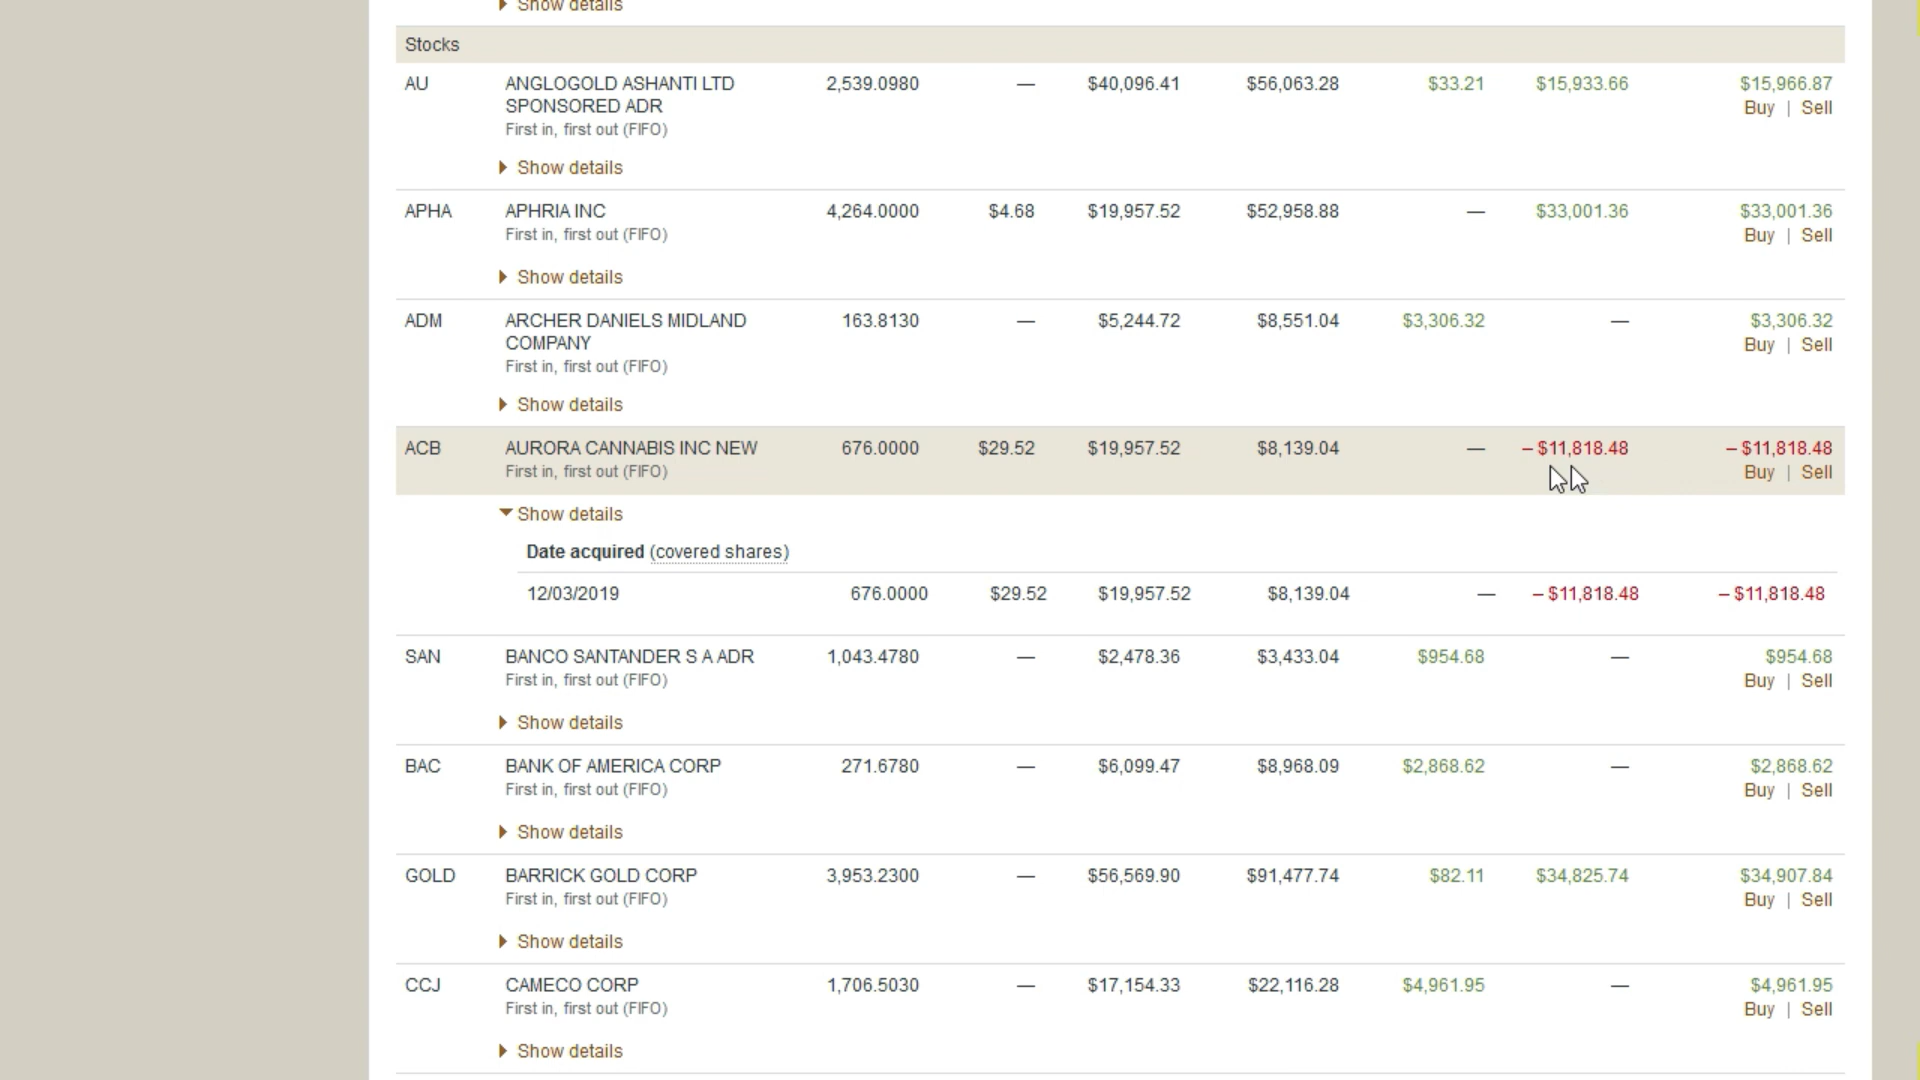 Show details
Stocks
AU ANGLOGOLD ASHANTI LTD 2,539.0980 — $40,096.41 $56,063.28 $33.21 $15,933.66 $15,966.87
SPONSORED ADR Buy | Sell
First in, first out (FIFO)
Show details
APHA APHRIA INC 4,264.0000 $4.68 $19,957.52 $52,958.88 — $33,001.36 $33,001.36
First in, first out (FIFO) Buy | Sell
Show details
ADM ARCHER DANIELS MIDLAND 163.8130 — $5,244.72 $8,551.04 $3,306.32 — $3,306.32
COMPANY Buy | Sell
First in, first out (FIFO)
Show details
ACB AURORA CANNABIS INC NEW 676.0000 $29.52 $19,957.52 $8,139.04 — – $11,818.48 – $11,818.48
First in, first out (FIFO) Buy | Sell
Show details
Date acquired (covered shares)
12/03/2019 676.0000 $29.52 $19,957.52 $8,139.04 — – $11,818.48 – $11,818.48
SAN BANCO SANTANDER S A ADR 1,043.4780 — $2,478.36 $3,433.04 $954.68 — $954.68
First in, first out (FIFO) Buy | Sell
Show details
BAC BANK OF AMERICA CORP 271.6780 — $6,099.47 $8,968.09 $2,868.62 — $2,868.62
First in, first out (FIFO) Buy | Sell
Show details
GOLD BARRICK GOLD CORP 3,953.2300 — $56,569.90 $91,477.74 $82.11 $34,825.74 $34,907.84
First in, first out (FIFO) Buy | Sell
Show details
CCJ CAMECO CORP 1,706.5030 — $17,154.33 $22,116.28 $4,961.95 — $4,961.95
First in, first out (FIFO) Buy | Sell
Show details